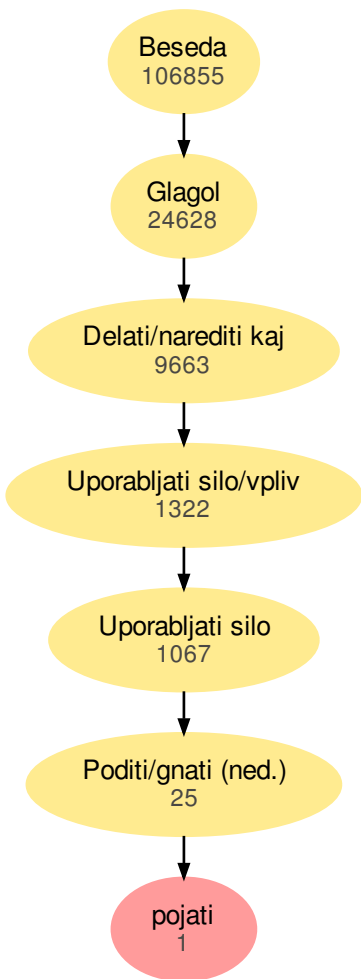 Beseda
106855
Glagol
24628
Delati/narediti kaj
9663
Uporabljati silo/vpliv
1322
Uporabljati silo
1067
Poditi/gnati (ned.)
25
pojati
1